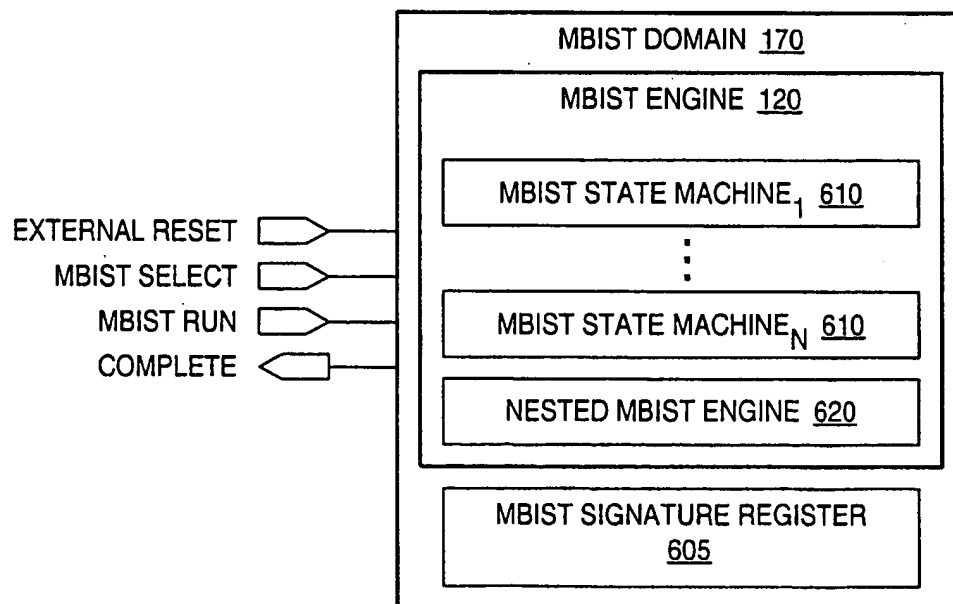 MBIST DOMAIN 170
MBIST ENGINE 120
MBIST STATE MACHINE1 610
EXTERNAL RESET
MBIST SELECT
MBIST RUN
COMPLETE
MBIST STATE MACHINEN 610
NESTED MBIST ENGINE 620
MBIST SIGNATURE REGISTER
605